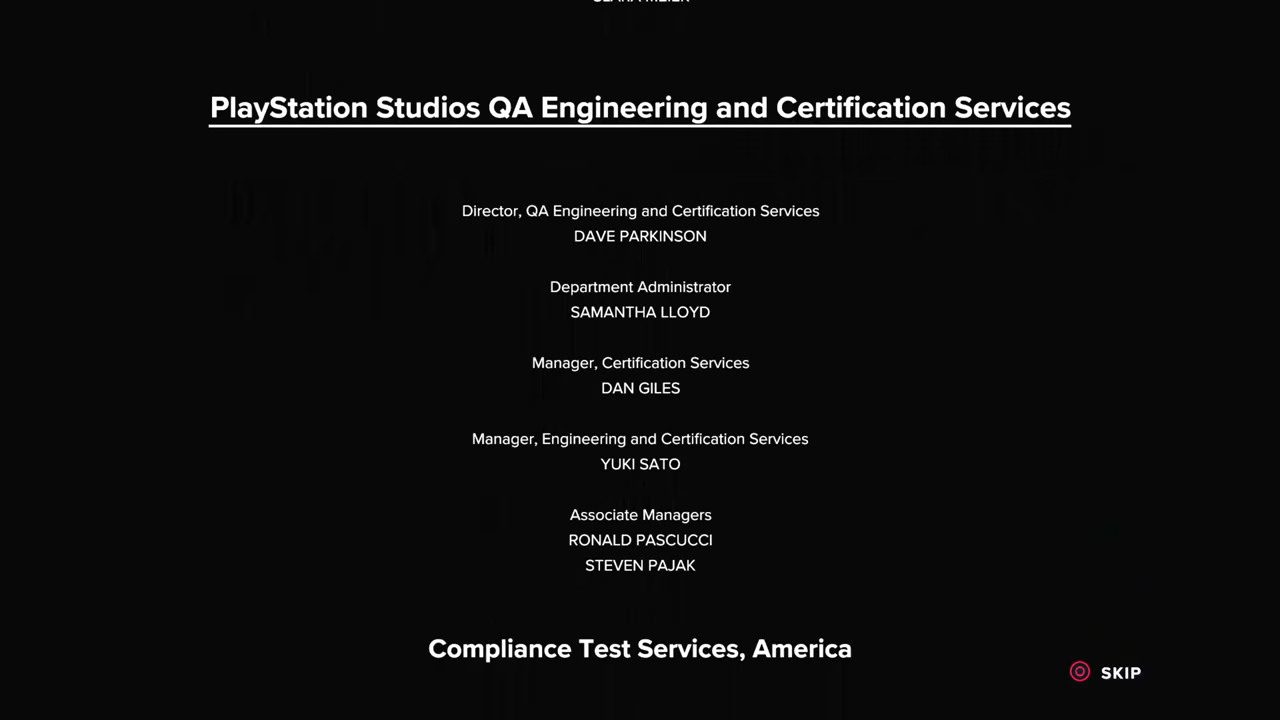 PlayStation Studios QA Engineering and Certification Services
Director, QA Engineering and Certification Services
DAVE PARKINSON
Department Administrator
SAMANTHA LLOYD
Manager, Certification Services
DAN GILES
Manager, Engineering and Certification Services
YUKI SATO
Associate Managers
RONALD PASCUCCI
STEVEN PAJAK
Compliance Test Services, America
SKIP